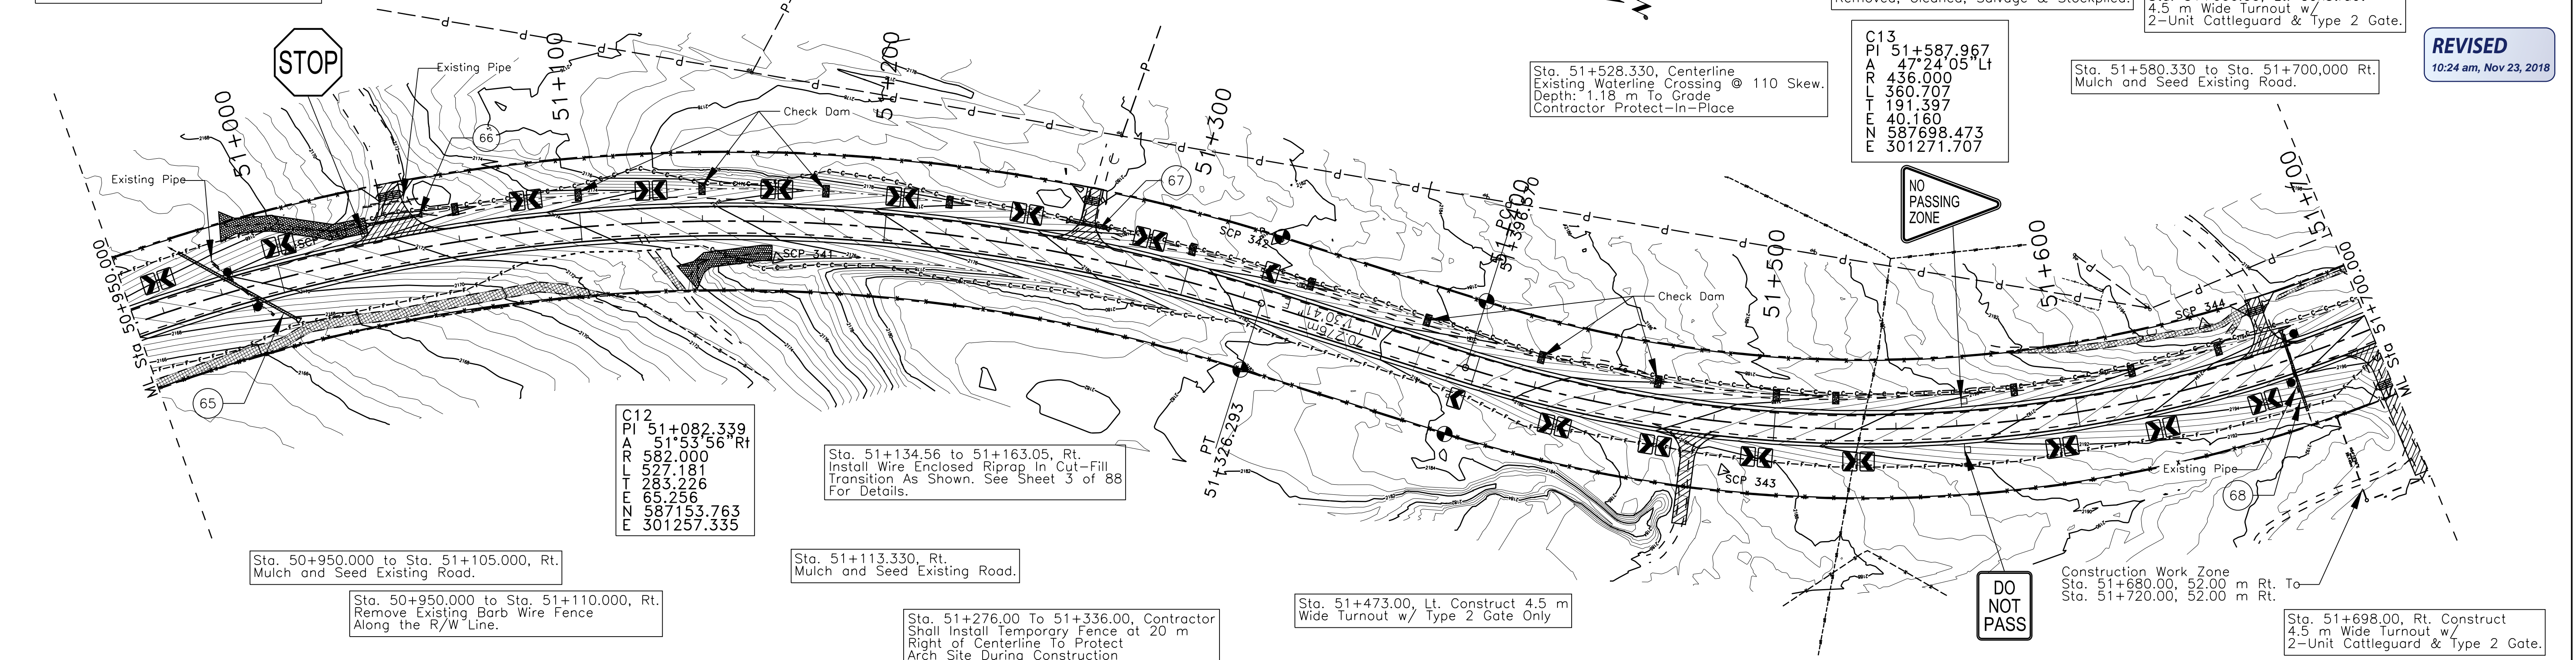 Removed, Cleaned, Salvage & Stockpiled.
4.5 m Wide Turnout w/
2-Unit Cattleguard & Type 2 Gate.
REVISED
10:24 am, Nov 23, 2018
C13
PI 51+587.967
A 47°24'05"Lt
R 436.000
L 360.707
T 191.397
E 40.160
N 587698.473
E 301271.707
Sta. 51+528.330, Centerline
Existing Waterline Crossing @ 110 Skew.
Depth: 1.18 m To Grade
Contractor Protect-In-Place
Sta. 51+580.330 to Sta. 51+700,000 Rt.
Mulch and Seed Existing Road.
STOP
Existing Pipe
66
51+000
51+100
51+200
Check Dam
51+300
67
Existing Pipe
SCP 341
SCP 342
NO
PASSING
ZONE
51+500
51+600
51+700
Check Dam
SCP 344
ML Sta 50+950.000
ML Sta 51+700.000
65
PT
51+326.293
SCP 343
Existing Pipe
68
C12
PI 51+082.339
A 51°53'56"Rt
R 582.000
L 527.181
T 283.226
E 65.256
N 587153.763
E 301257.335
Sta. 51+134.56 to 51+163.05, Rt.
Install Wire Enclosed Riprap In Cut-Fill
Transition As Shown. See Sheet 3 of 88
For Details.
Sta. 50+950.000 to Sta. 51+105.000, Rt.
Mulch and Seed Existing Road.
Sta. 51+113.330, Rt.
Mulch and Seed Existing Road.
Sta. 50+950.000 to Sta. 51+110.000, Rt.
Remove Existing Barb Wire Fence
Along the R/W Line.
Sta. 51+276.00 To 51+336.00, Contractor
Shall Install Temporary Fence at 20 m
Right of Centerline To Protect
Arch Site During Construction
Sta. 51+473.00, Lt. Construct 4.5 m
Wide Turnout w/ Type 2 Gate Only
DO
NOT
PASS
Construction Work Zone
Sta. 51+680.00, 52.00 m Rt. To
Sta. 51+720.00, 52.00 m Rt.
Sta. 51+698.00, Rt. Construct
4.5 m Wide Turnout w/
2-Unit Cattleguard & Type 2 Gate.